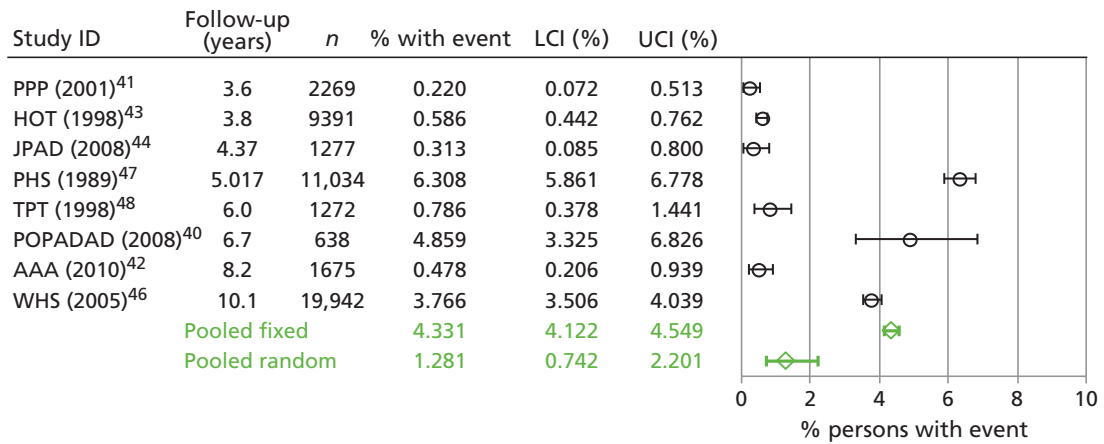 Study ID Follow-up (years) n % with event LCI (%) UCI (%)
PPP (2001)41 3.6 2269 0.220 0.072 0.513
HOT (1998)43 3.8 9391 0.586 0.442 0.762
JPAD (2008)44 4.37 1277 0.313 0.085 0.800
PHS (1989)47 5.017 11,034 6.308 5.861 6.778
TPT (1998)48 6.0 1272 0.786 0.378 1.441
POPADAD (2008)40 6.7 638 4.859 3.325 6.826
AAA (2010)42 8.2 1675 0.478 0.206 0.939
WHS (2005)46 10.1 19,942 3.766 3.506 4.039
Pooled fixed 4.331 4.122 4.549
Pooled random 1.281 0.742 2.201
0 2 4 6 8 10
% persons with event